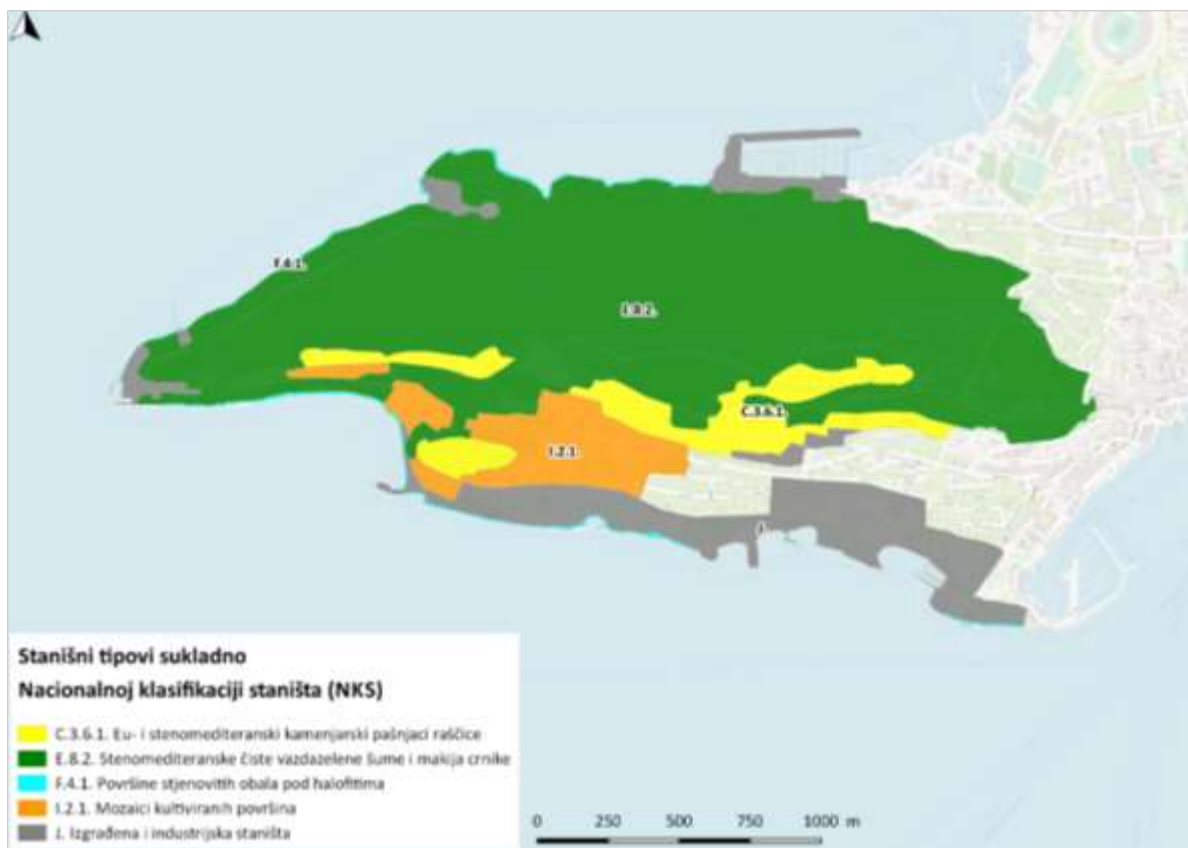 F.4.1.
E.8.2.
C.3.6.1.
I.2.1.
J.
Stanišni tipovi sukladno
Nacionalnoj klasifikaciji staništa (NKS)
C.3.6.1. Eu- i stenomediteranski kamenjarski pašnjaci raščice
E.8.2. Stenomediteranske čiste vazdazelene šume i makija crnike
F.4.1. Površine stjenovitih obala pod halofitima
I.2.1. Mozaici kultiviranih površina
J. Izgrađena i industrijska staništa
0 250 500 750 1000 m